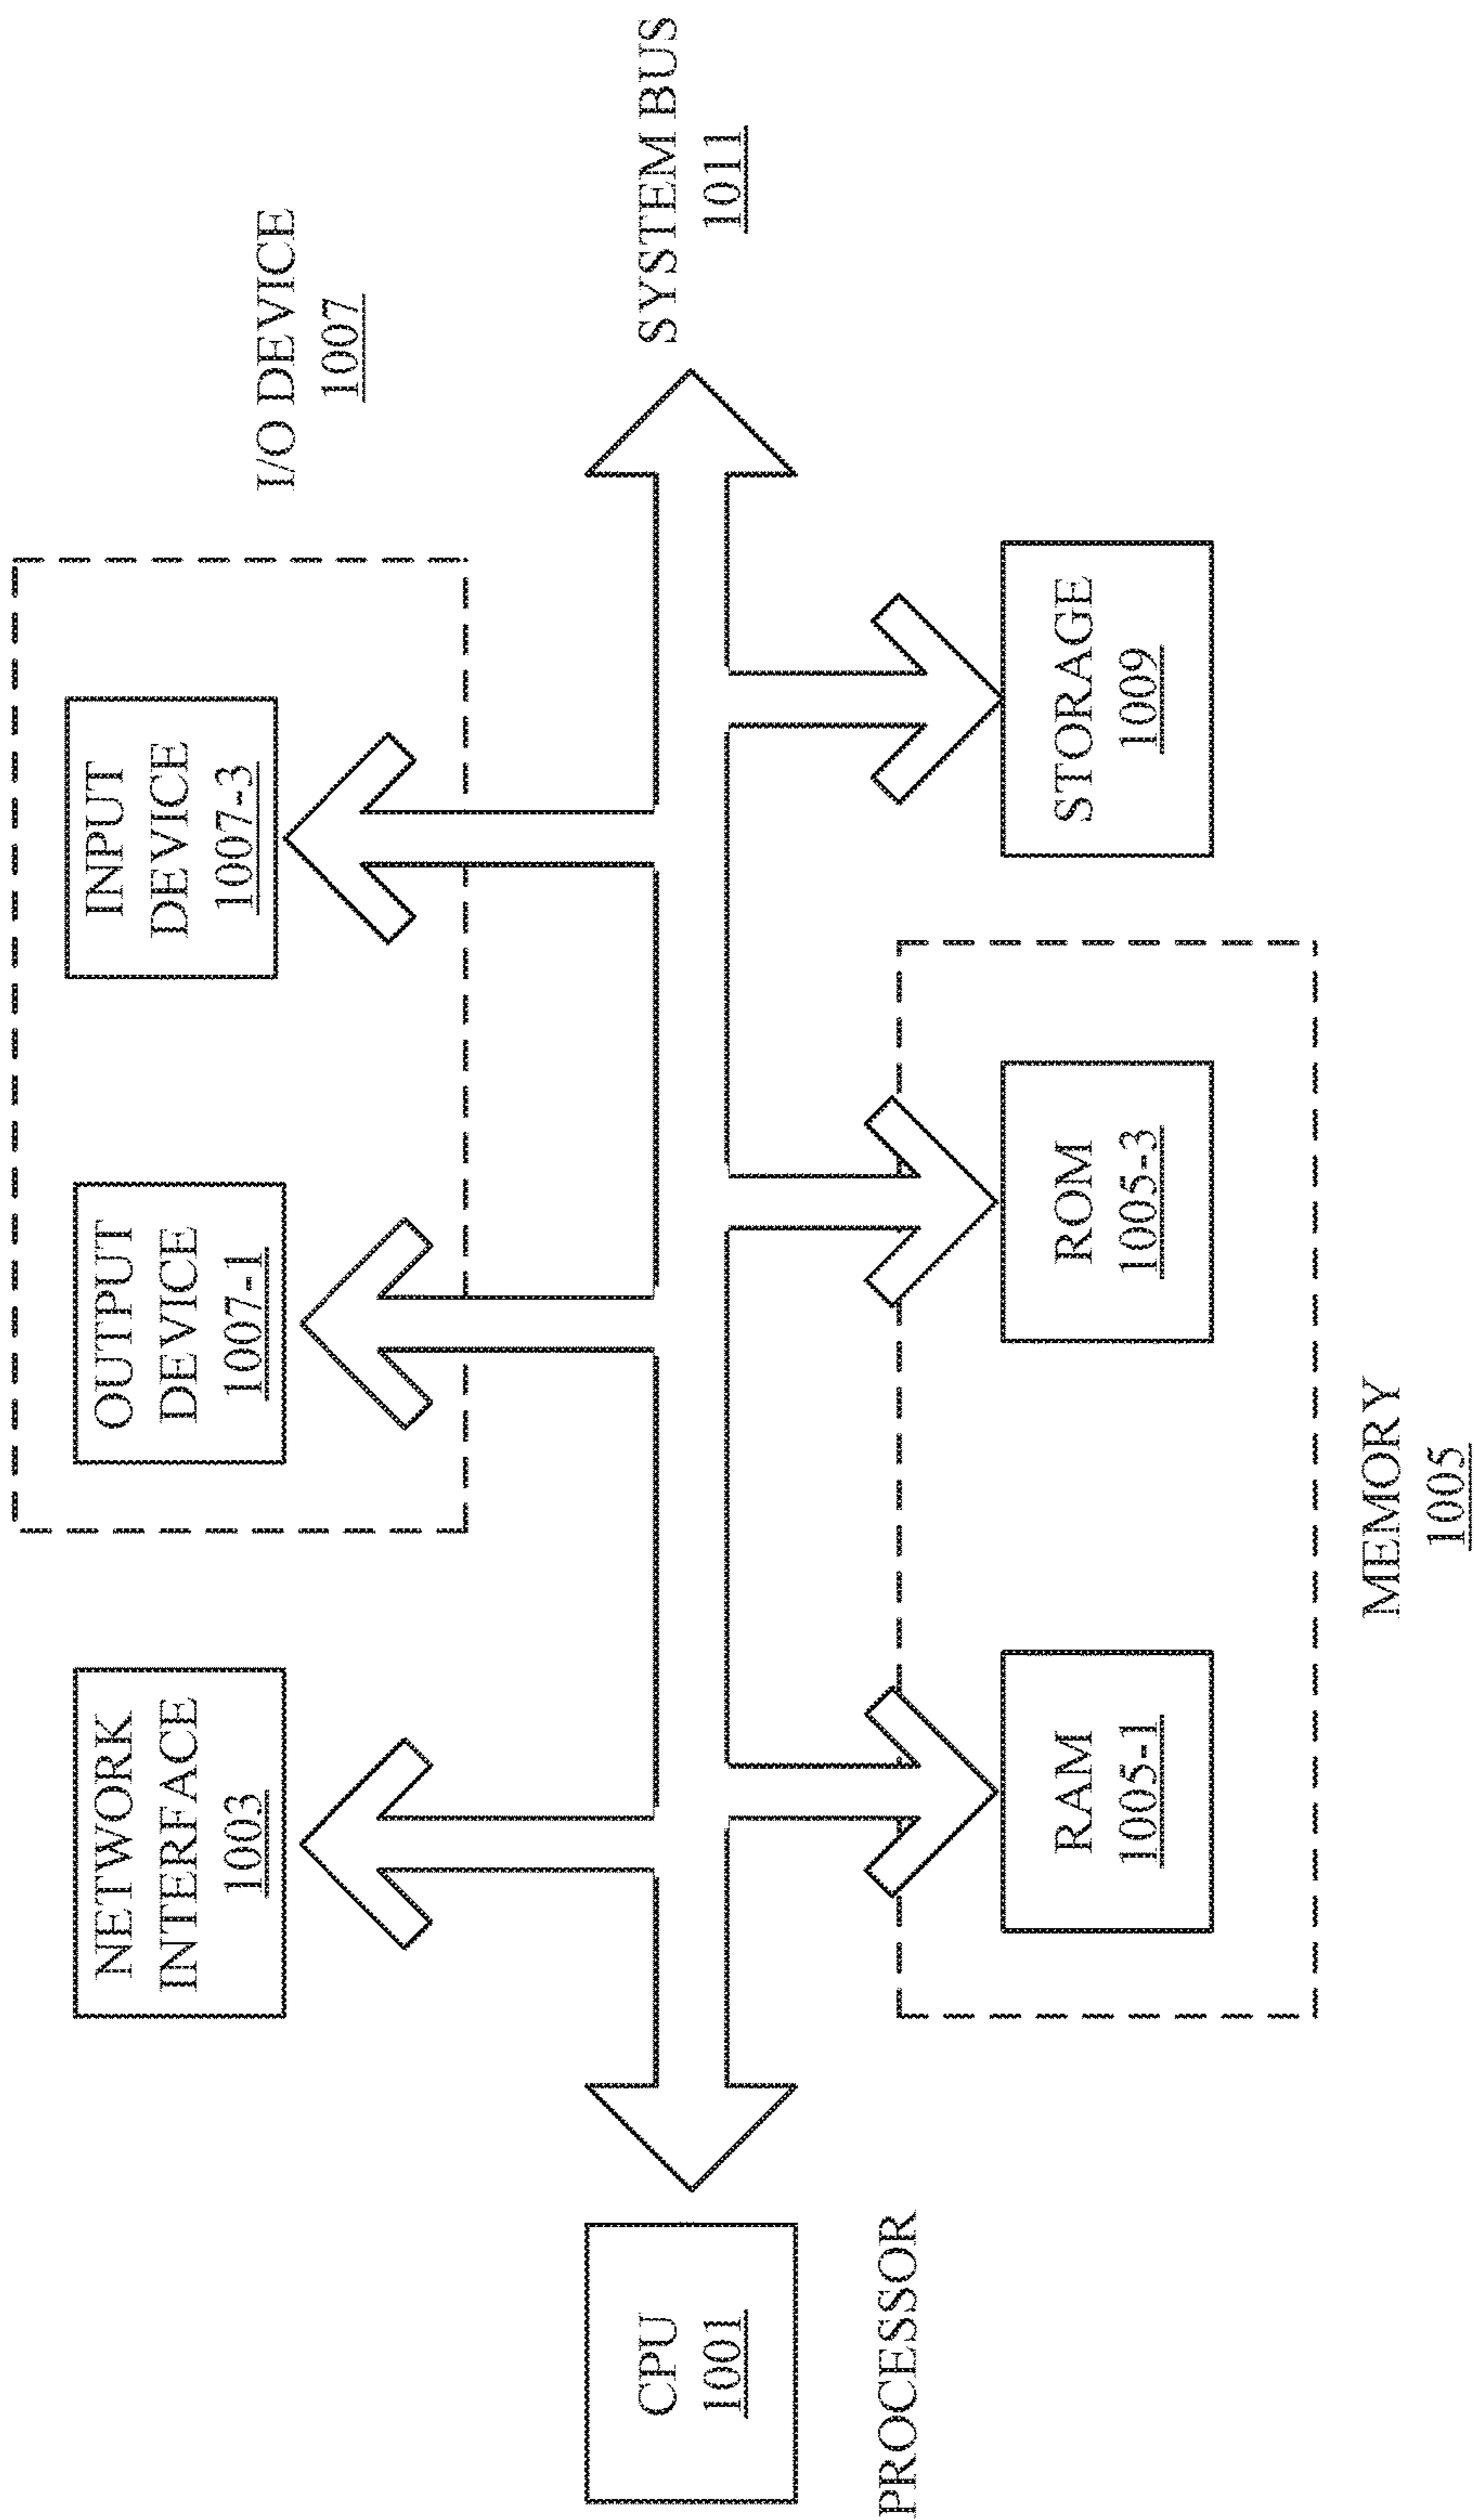 NETWORK
INTERFACE
1003
OUTPUT
DEVICE
1007-1
INPUT
DEVICE
1007-3
I/O DEVICE
1007
CPU
1001
PROCESSOR
SYSTEM BUS
1011
RAM
1005-1
ROM
1005-3
STORAGE
1009
MEMORY
1005